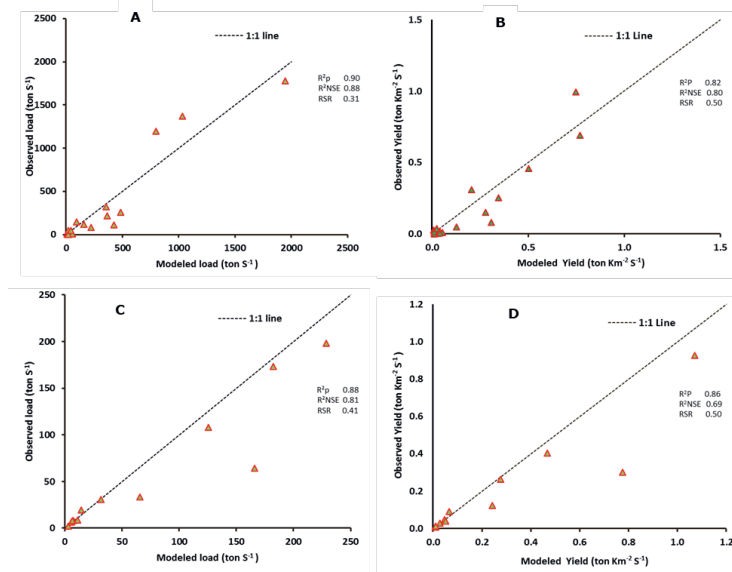 A
2500
2000
1500
1000
500
0
0 500 1000 1500 2000 2500
Observed load (ton S⁻¹)
Modeled load (ton S⁻¹)
1:1 line
R²p 0.90
R²NSE 0.88
RSR 0.31
B
1.5
1.0
0.5
0.0
0.0 0.5 1.0 1.5
Observed Yield (ton Km⁻² S⁻¹)
Modeled Yield (ton Km⁻² S⁻¹)
1:1 Line
R²P 0.82
R²NSE 0.80
RSR 0.50
C
250
200
150
100
50
0
0 50 100 150 200 250
Observed load (ton S⁻¹)
Modeled load (ton S⁻¹)
1:1 line
R²p 0.88
R²NSE 0.81
RSR 0.41
D
1.2
1.0
0.8
0.6
0.4
0.2
0.0
0.0 0.2 0.4 0.6 0.8 1.0 1.2
Observed Yield (ton Km⁻² S⁻¹)
Modeled Yield (ton Km⁻² S⁻¹)
1:1 Line
R²P 0.86
R²NSE 0.69
RSR 0.50